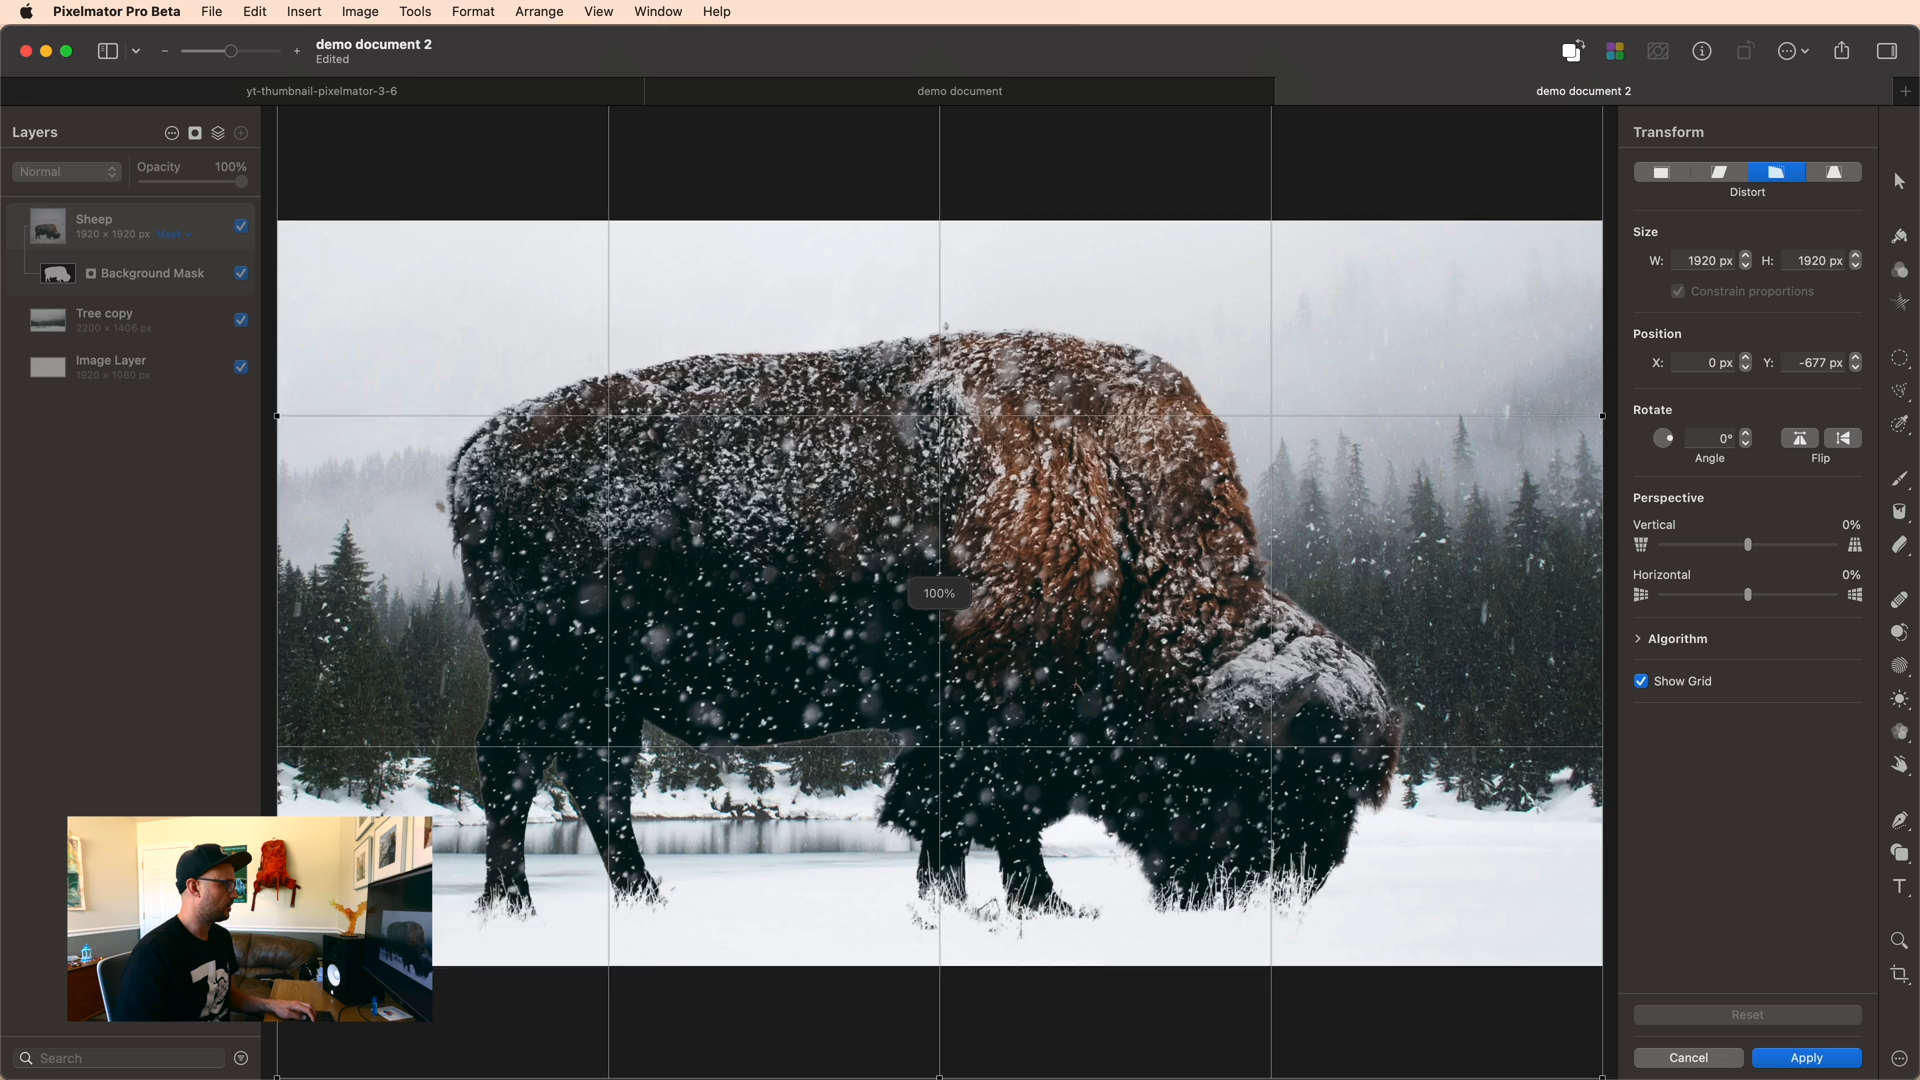 Pixelmator Pro Beta File Edit Insert Image Tools Format Arrange View Window Help
demo document 2
Edited
yt-thumbnail-pixelmator-3-6
demo document
demo document 2
Layers
Normal
Opacity 100%
Sheep
1920 × 1920 px Mask
Background Mask
Tree copy
2200 × 1406 px
Image Layer
1920 × 1080 px
Search
100%
Transform
Distort
Size
W: 1920 px H: 1920 px
Constrain proportions
Position
X: 0 px Y: -677 px
Rotate
0°
Angle Flip
Perspective
Vertical 0%
Horizontal 0%
Algorithm
Show Grid
Reset
Cancel Apply